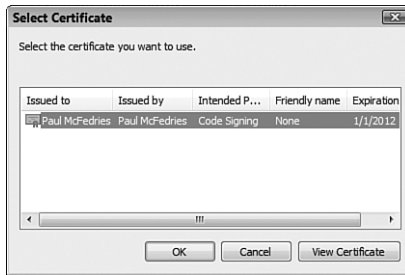 Select Certificate
Select the certificate you want to use.
Issued to Issued by Intended P... Friendly name Expiration
Paul McFedries Paul McFedries Code Signing None 1/1/2012
OK Cancel View Certificate